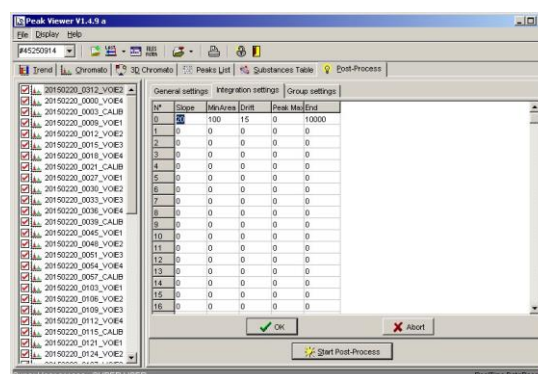 Peak Viewer V1.4.9 a
File Display Help
#45250914
Trend Chromato 3D Chromato Peaks List Substances Table Post-Process
20150220_0312_VOIE2
20150220_0000_VOIE4
20150220_0003_CALIB
20150220_0009_VOIE1
20150220_0012_VOIE2
20150220_0015_VOIE3
20150220_0018_VOIE4
20150220_0021_CALIB
20150220_0027_VOIE1
20150220_0030_VOIE2
20150220_0033_VOIE3
20150220_0036_VOIE4
20150220_0039_CALIB
20150220_0045_VOIE1
20150220_0048_VOIE2
20150220_0051_VOIE3
20150220_0054_VOIE4
20150220_0057_CALIB
20150220_0103_VOIE1
20150220_0106_VOIE2
20150220_0109_VOIE3
20150220_0112_VOIE4
20150220_0115_CALIB
20150220_0121_VOIE1
20150220_0124_VOIE2
General settings Integration settings Group settings
N° Slope MinArea Drift Peak Max End
0 20 100 15 0 10000
1 0 0 0 0 0
2 0 0 0 0 0
3 0 0 0 0 0
4 0 0 0 0 0
5 0 0 0 0 0
6 0 0 0 0 0
7 0 0 0 0 0
8 0 0 0 0 0
9 0 0 0 0 0
10 0 0 0 0 0
11 0 0 0 0 0
12 0 0 0 0 0
13 0 0 0 0 0
14 0 0 0 0 0
15 0 0 0 0 0
16 0 0 0 0 0
OK Abort
Start Post-Process